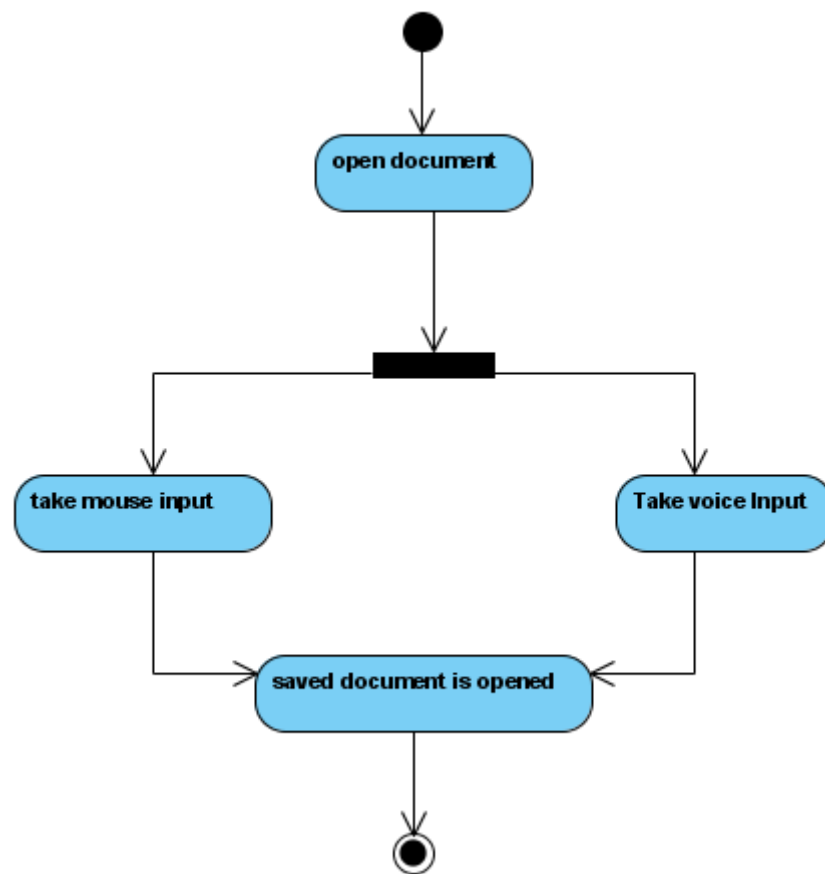 open document
take mouse input
Take voice Input
saved document is opened